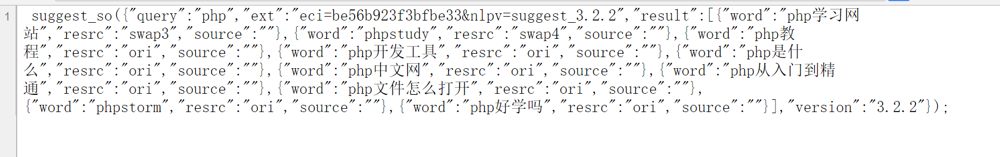 1 suggest_so({"query":"php","ext":"eci=be56b923f3bfbe33&nlpv=suggest_3.2.2","result":[{"word":"php学习网
站","resrc":"swap3","source":""},{"word":"phpstudy","resrc":"swap4","source":""},{"word":"php教
程","resrc":"ori","source":""},{"word":"php开发工具","resrc":"ori","source":""},{"word":"php是什
么","resrc":"ori","source":""},{"word":"php中文网","resrc":"ori","source":""},{"word":"php从入门到精
通","resrc":"ori","source":""},{"word":"php文件怎么打开","resrc":"ori","source":""},
{"word":"phpstorm","resrc":"ori","source":""},{"word":"php好学吗","resrc":"ori","source":""}],"version":"3.2.2"});